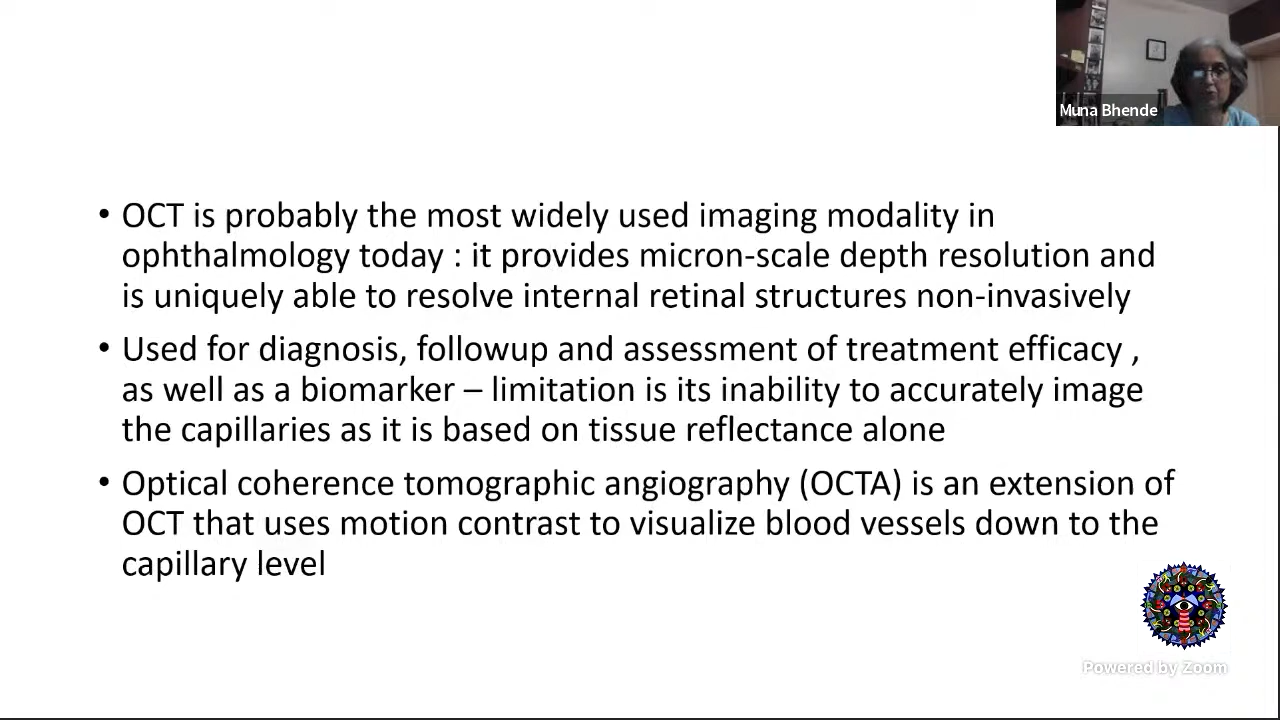 Muna Bhende
• OCT is probably the most widely used imaging modality in
ophthalmology today : it provides micron-scale depth resolution and
is uniquely able to resolve internal retinal structures non-invasively
• Used for diagnosis, followup and assessment of treatment efficacy ,
as well as a biomarker – limitation is its inability to accurately image
the capillaries as it is based on tissue reflectance alone
• Optical coherence tomographic angiography (OCTA) is an extension of
OCT that uses motion contrast to visualize blood vessels down to the
capillary level
Powered by Zoom